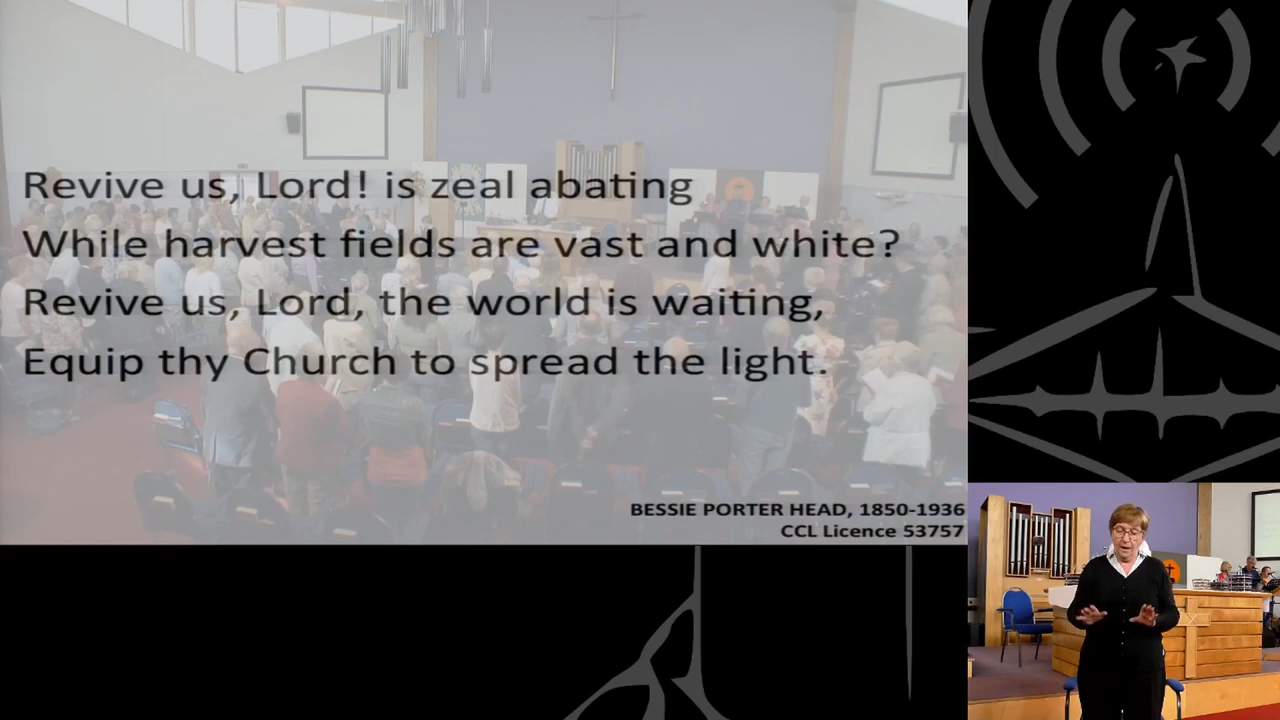 Revive us, Lord! is zeal abating
While harvest fields are vast and white?
Revive us, Lord, the world is waiting,
Equip thy Church to spread the light.
BESSIE PORTER HEAD, 1850-1936
CCL Licence 53757